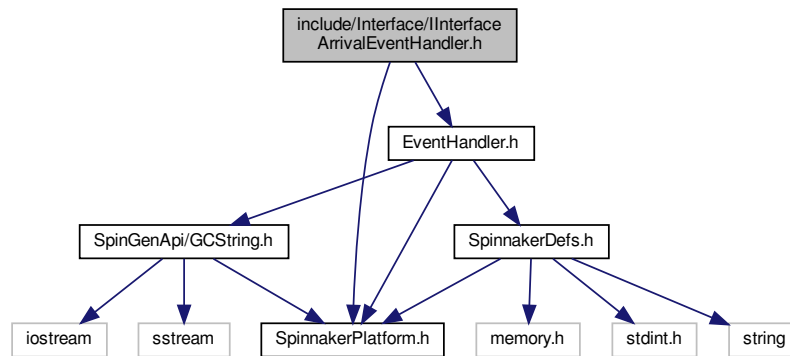 include/Interface/IInterface
ArrivalEventHandler.h
EventHandler.h
SpinGenApi/GCString.h
SpinnakerDefs.h
iostream
sstream
SpinnakerPlatform.h
memory.h
stdint.h
string